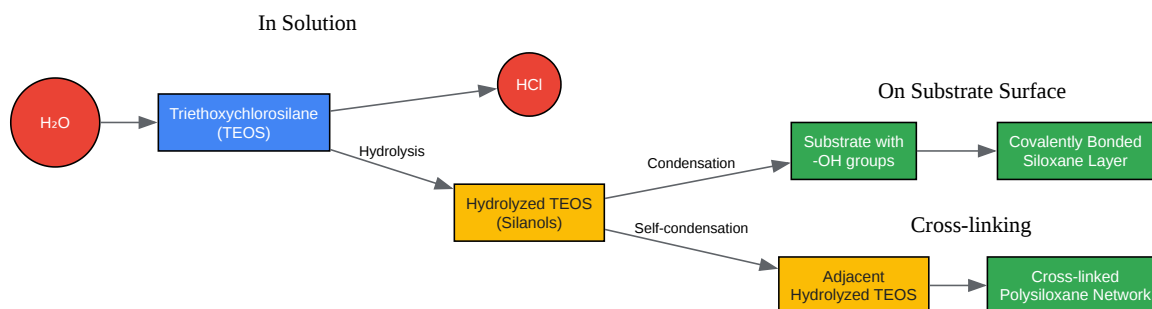 In Solution
H₂O
Triethoxychlorosilane
(TEOS)
HCl
Hydrolysis
Hydrolyzed TEOS
(Silanols)
Condensation
Self-condensation
On Substrate Surface
Substrate with
-OH groups
Covalently Bonded
Siloxane Layer
Cross-linking
Adjacent
Hydrolyzed TEOS
Cross-linked
Polysiloxane Network